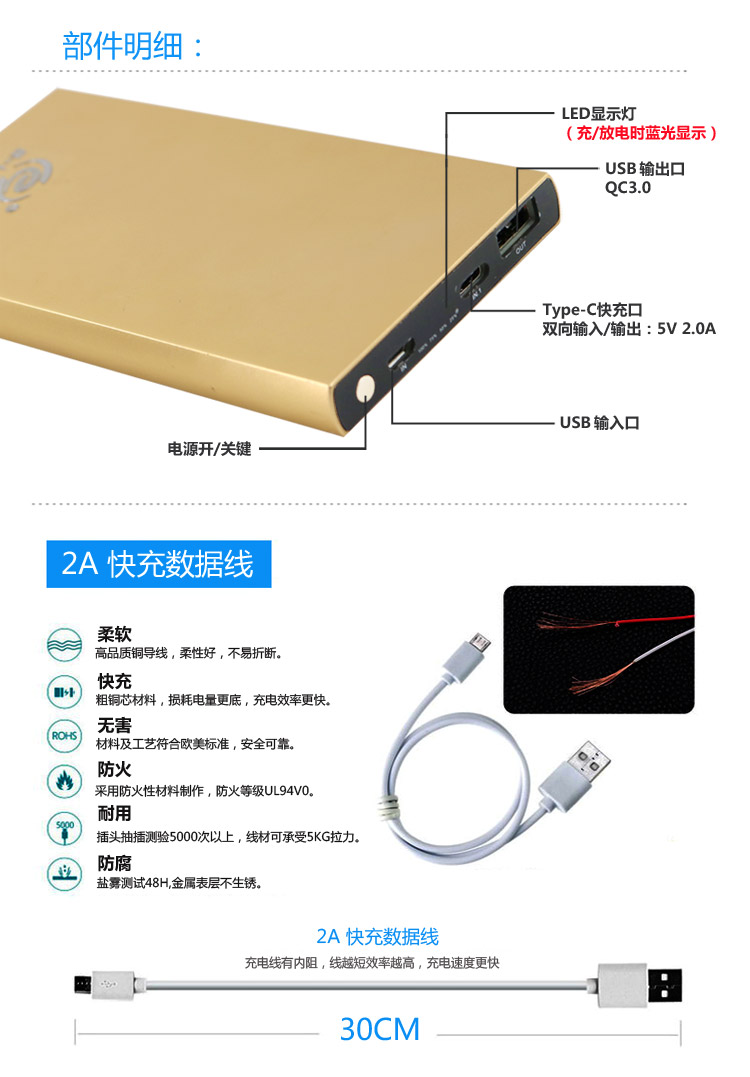 部件明细：
LED显示灯
（充/放电时蓝光显示）
USB 输出口
QC3.0
OUT
IN 1
Type-C快充口
双向输入/输出：5V 2.0A
IN
USB 输入口
电源开/关键
2A 快充数据线
柔软
高品质铜导线，柔性好，不易折断。
快充
粗铜芯材料，损耗电量更底，充电效率更快。
ROHS
无害
材料及工艺符合欧美标准，安全可靠。
防火
采用防火性材料制作，防火等级UL94V0。
5000
耐用
插头抽插测验5000次以上，线材可承受5KG拉力。
防腐
盐雾测试48H,金属表层不生锈。
2A 快充数据线
充电线有内阻，线越短效率越高，充电速度更快
30CM